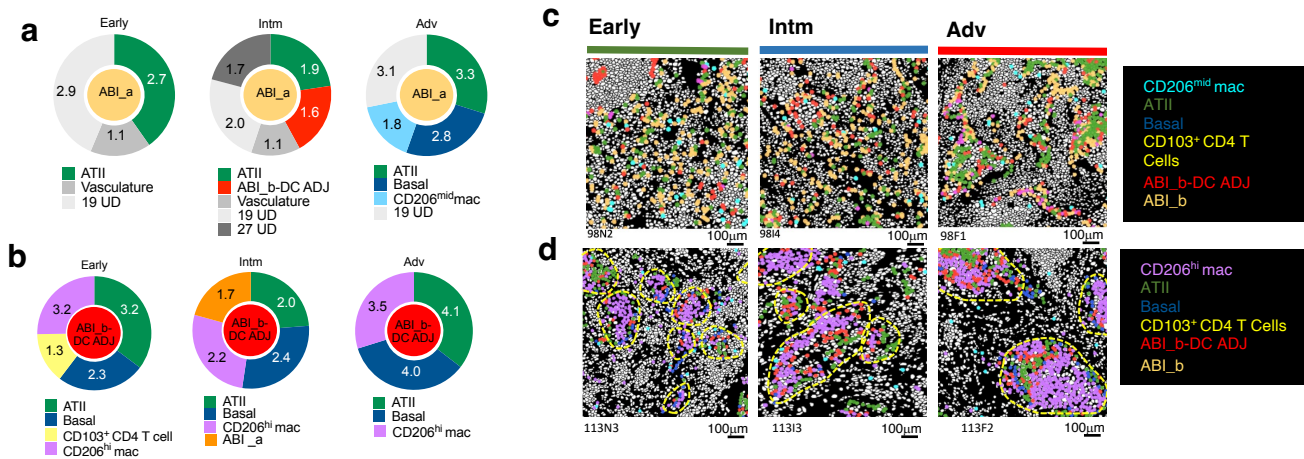 a
Early
2.7
1.1
2.9
ABI_a
ATII
Vasculature
19 UD
Intm
1.9
1.6
1.1
2.0
1.7
ABI_a
ATII
ABI_b-DC ADJ
Vasculature
19 UD
27 UD
Adv
3.3
2.8
1.8
3.1
ABI_a
ATII
Basal
CD206mid mac
19 UD
b
Early
3.2
2.3
1.3
3.2
ABI_b-
DC ADJ
ATII
Basal
CD103+ CD4 T cell
CD206hi mac
Intm
2.0
2.4
2.2
1.7
ABI_b-
DC ADJ
ATII
Basal
CD206hi mac
ABI _a
Adv
4.1
4.0
3.5
ABI_b-
DC ADJ
ATII
Basal
CD206hi mac
c
Early
Intm
Adv
98N2
100μm
98I4
100μm
98F1
100μm
CD206mid mac
ATII
Basal
CD103+ CD4 T
Cells
ABI_b-DC ADJ
ABI_b
d
113N3
100μm
113I3
100μm
113F2
100μm
CD206hi mac
ATII
Basal
CD103+ CD4 T Cells
ABI_b-DC ADJ
ABI_b